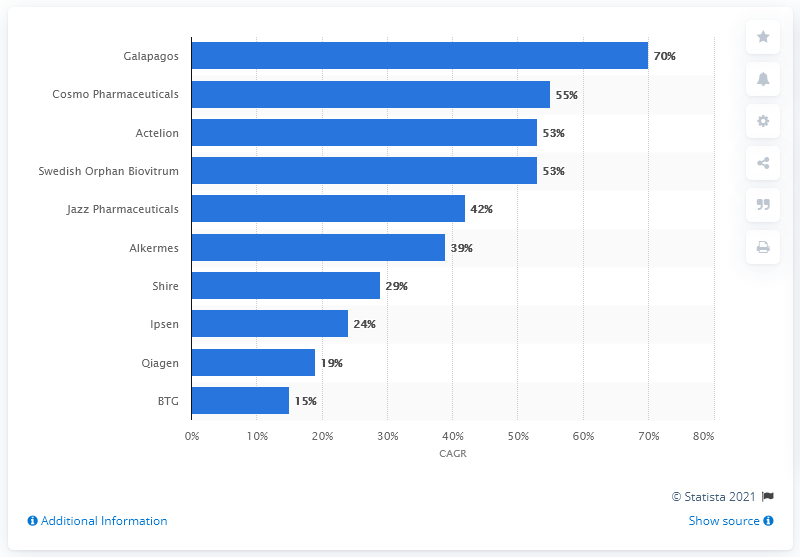 Galapagos 70%
Cosmo Pharmaceuticals 55%
Actelion 53%
Swedish Orphan Biovitrum 53%
Jazz Pharmaceuticals 42%
Alkermes 39%
Shire 29%
Ipsen 24%
Qiagen 19%
BTG 15%
0% 10% 20% 30% 40% 50% 60% 70% 80%
CAGR
© Statista 2021
Additional Information Show source